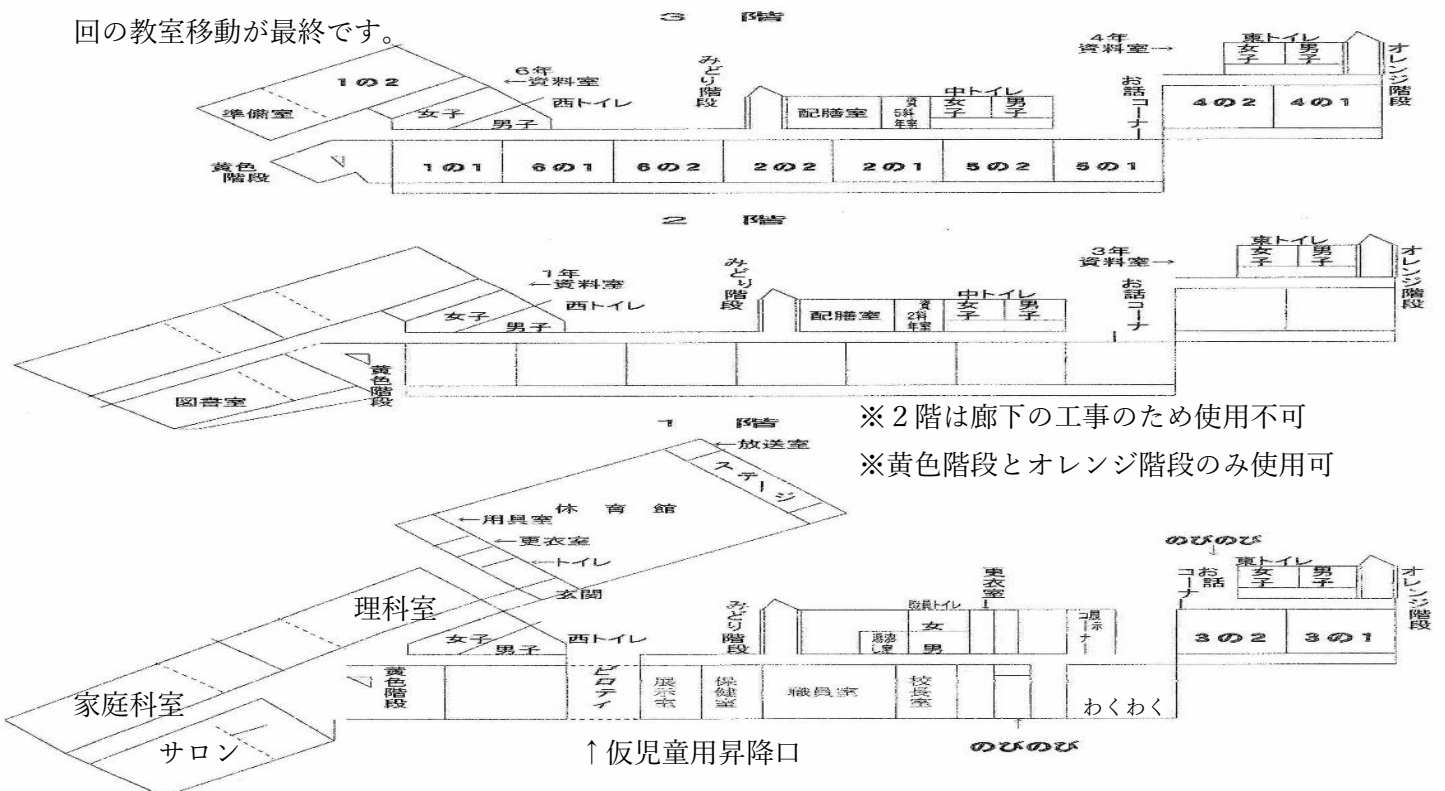 3 階
回の教室移動が最終です。
1の2
準備室
6年
←資料室
西トイレ
女子
男子
みどり階段
配膳室
5年資料室
中トイレ
女子
男子
4年
資料室→
お話コーナー
東トイレ
女子
男子
オレンジ階段
4の2
4の1
黄色階段
1の1
6の1
6の2
2の2
2の1
5の2
5の1
2 階
1年
←資料室
西トイレ
女子
男子
みどり階段
配膳室
2年資料室
中トイレ
女子
男子
3年
資料室→
お話コーナー
東トイレ
女子
男子
オレンジ階段
図書室
黄色階段
※2階は廊下の工事のため使用不可
※黄色階段とオレンジ階段のみ使用可
1 階
←放送室
ステージ
体 育 館
←用具室
←更衣室
←トイレ
玄関
理科室
女子
男子
西トイレ
みどり階段
職員トイレ
女
男
更衣室
展示コーナー
のびのび
↓
お話コーナー
東トイレ
女子
男子
オレンジ階段
3の2
3の1
家庭科室
サロン
黄色階段
ピロティ
展示室
保健室
職員室
校長室
わくわく
↑仮児童用昇降口
↑
のびのび